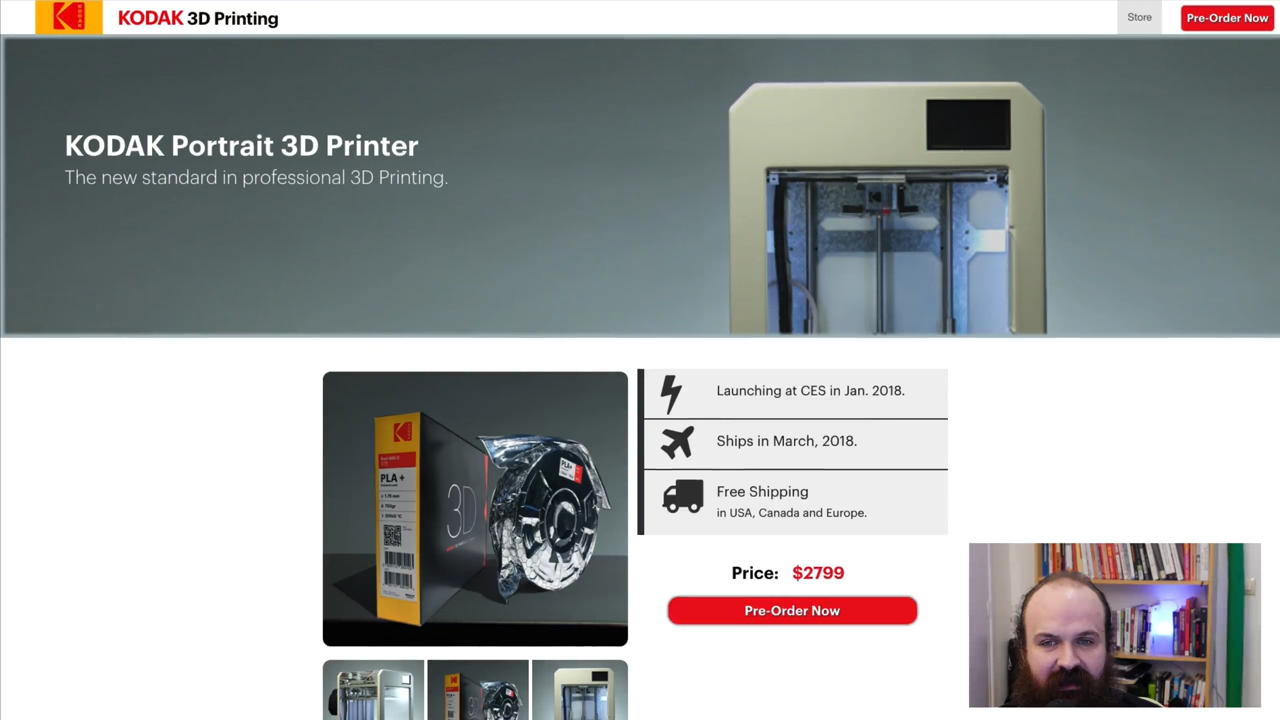 KODAK 3D Printing
Store
Pre-Order Now
KODAK Portrait 3D Printer
The new standard in professional 3D Printing.
PLA +
3D
PLA+
Launching at CES in Jan. 2018.
Ships in March, 2018.
Free Shipping
in USA, Canada and Europe.
Price: $2799
Pre-Order Now